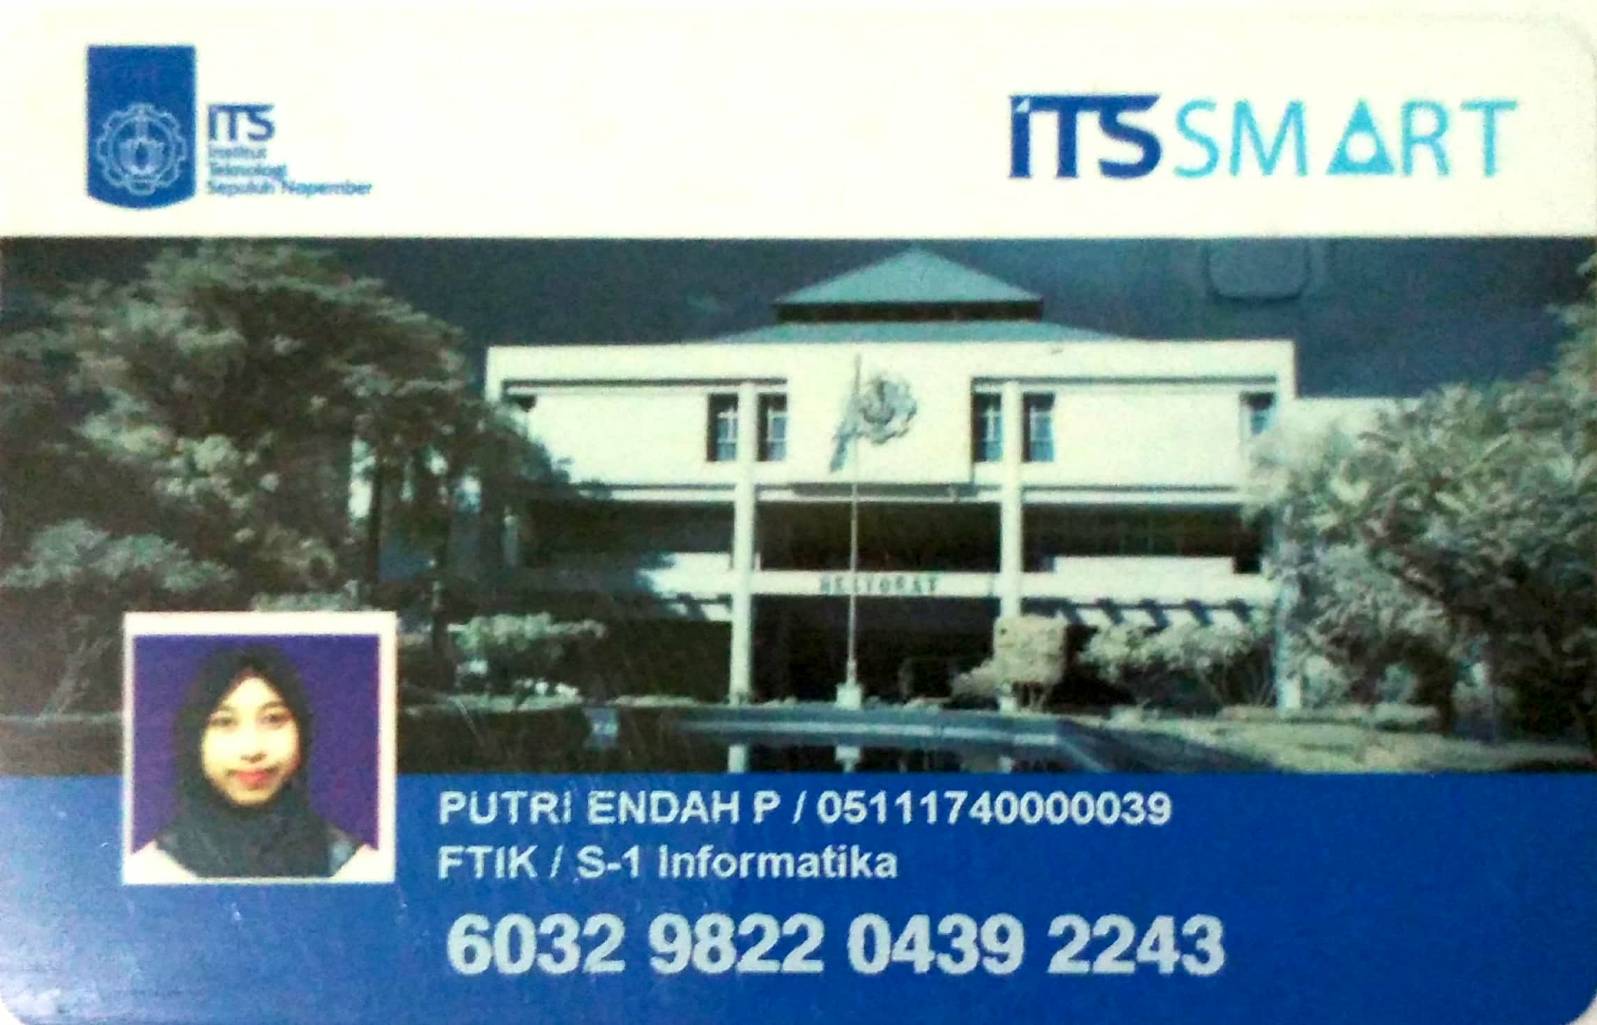 ITS
Institut
Teknologi
Sepuluh Nopember
ITS SMART
REKTORAT
PUTRI ENDAH P / 05111740000039
FTIK / S-1 Informatika
6032 9822 0439 2243